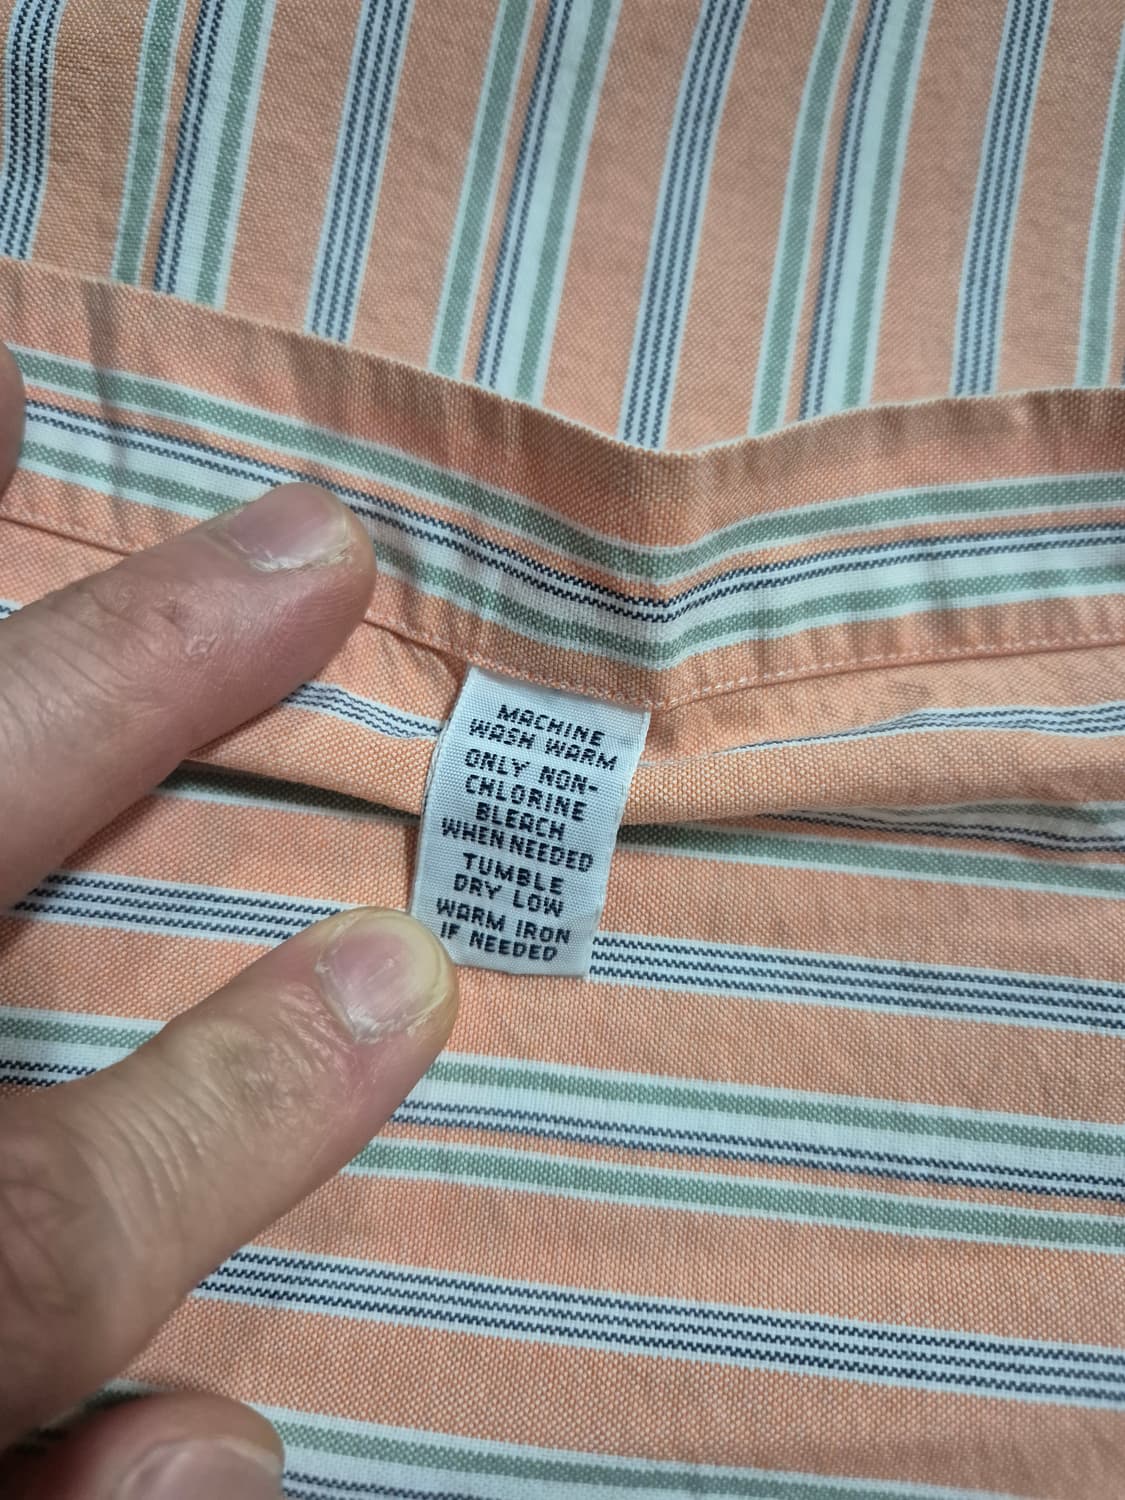 MACHINE
WASH WARM
ONLY NON-
CHLORINE
BLEACH
WHEN NEEDED
TUMBLE
DRY LOW
WARM IRON
IF NEEDED